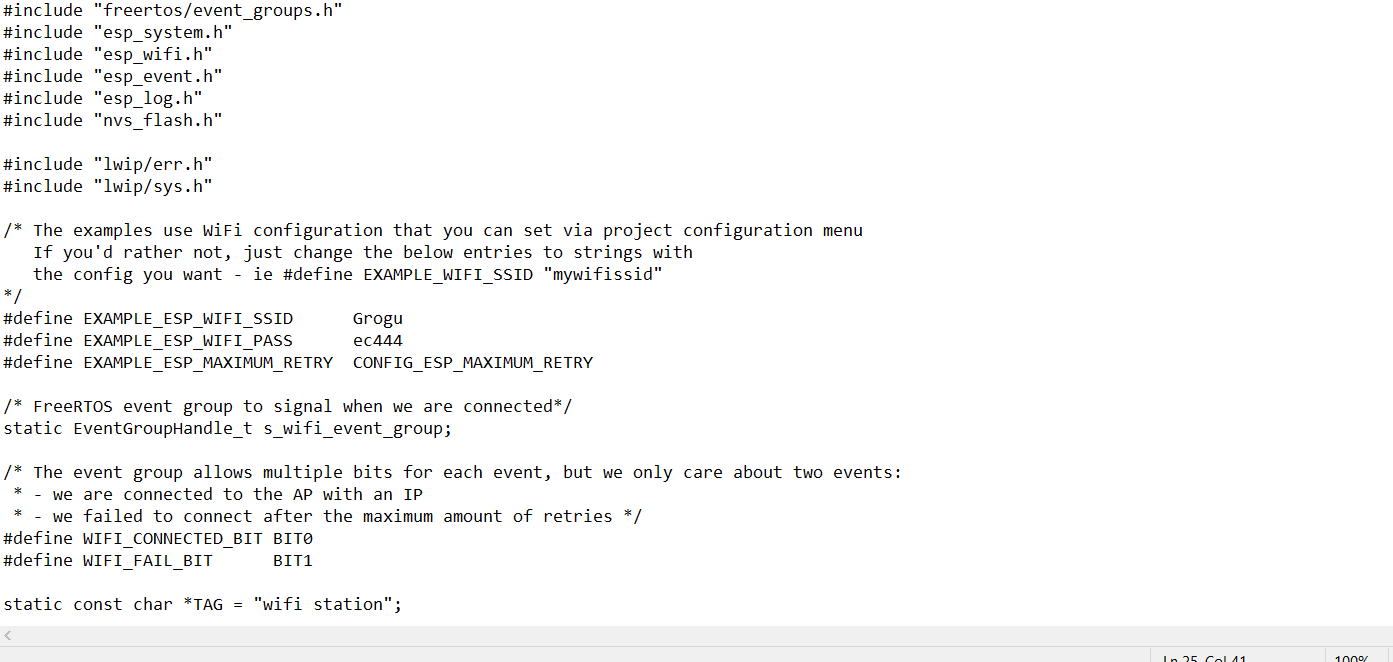 #include "freertos/event_groups.h"
#include "esp_system.h"
#include "esp_wifi.h"
#include "esp_event.h"
#include "esp_log.h"
#include "nvs_flash.h"

#include "lwip/err.h"
#include "lwip/sys.h"

/* The examples use WiFi configuration that you can set via project configuration menu
   If you'd rather not, just change the below entries to strings with
   the config you want - ie #define EXAMPLE_WIFI_SSID "mywifissid"
*/
#define EXAMPLE_ESP_WIFI_SSID      Grogu
#define EXAMPLE_ESP_WIFI_PASS      ec444
#define EXAMPLE_ESP_MAXIMUM_RETRY  CONFIG_ESP_MAXIMUM_RETRY

/* FreeRTOS event group to signal when we are connected*/
static EventGroupHandle_t s_wifi_event_group;

/* The event group allows multiple bits for each event, but we only care about two events:
 * - we are connected to the AP with an IP
 * - we failed to connect after the maximum amount of retries */
#define WIFI_CONNECTED_BIT BIT0
#define WIFI_FAIL_BIT      BIT1

static const char *TAG = "wifi station";
Ln 25, Col 41 100%